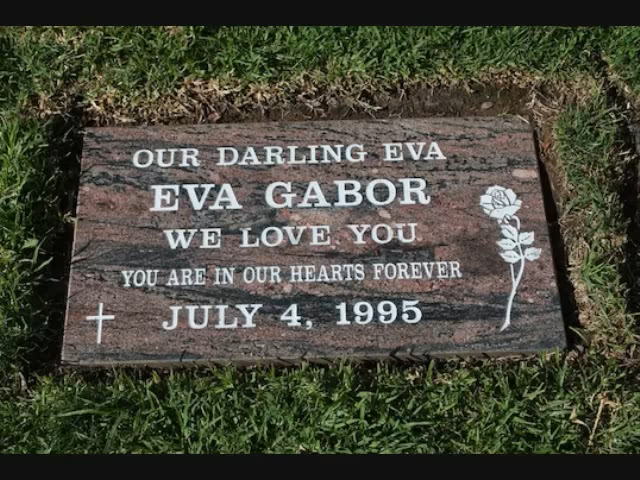 OUR DARLING EVA
EVA GABOR
WE LOVE YOU
YOU ARE IN OUR HEARTS FOREVER
JULY 4, 1995